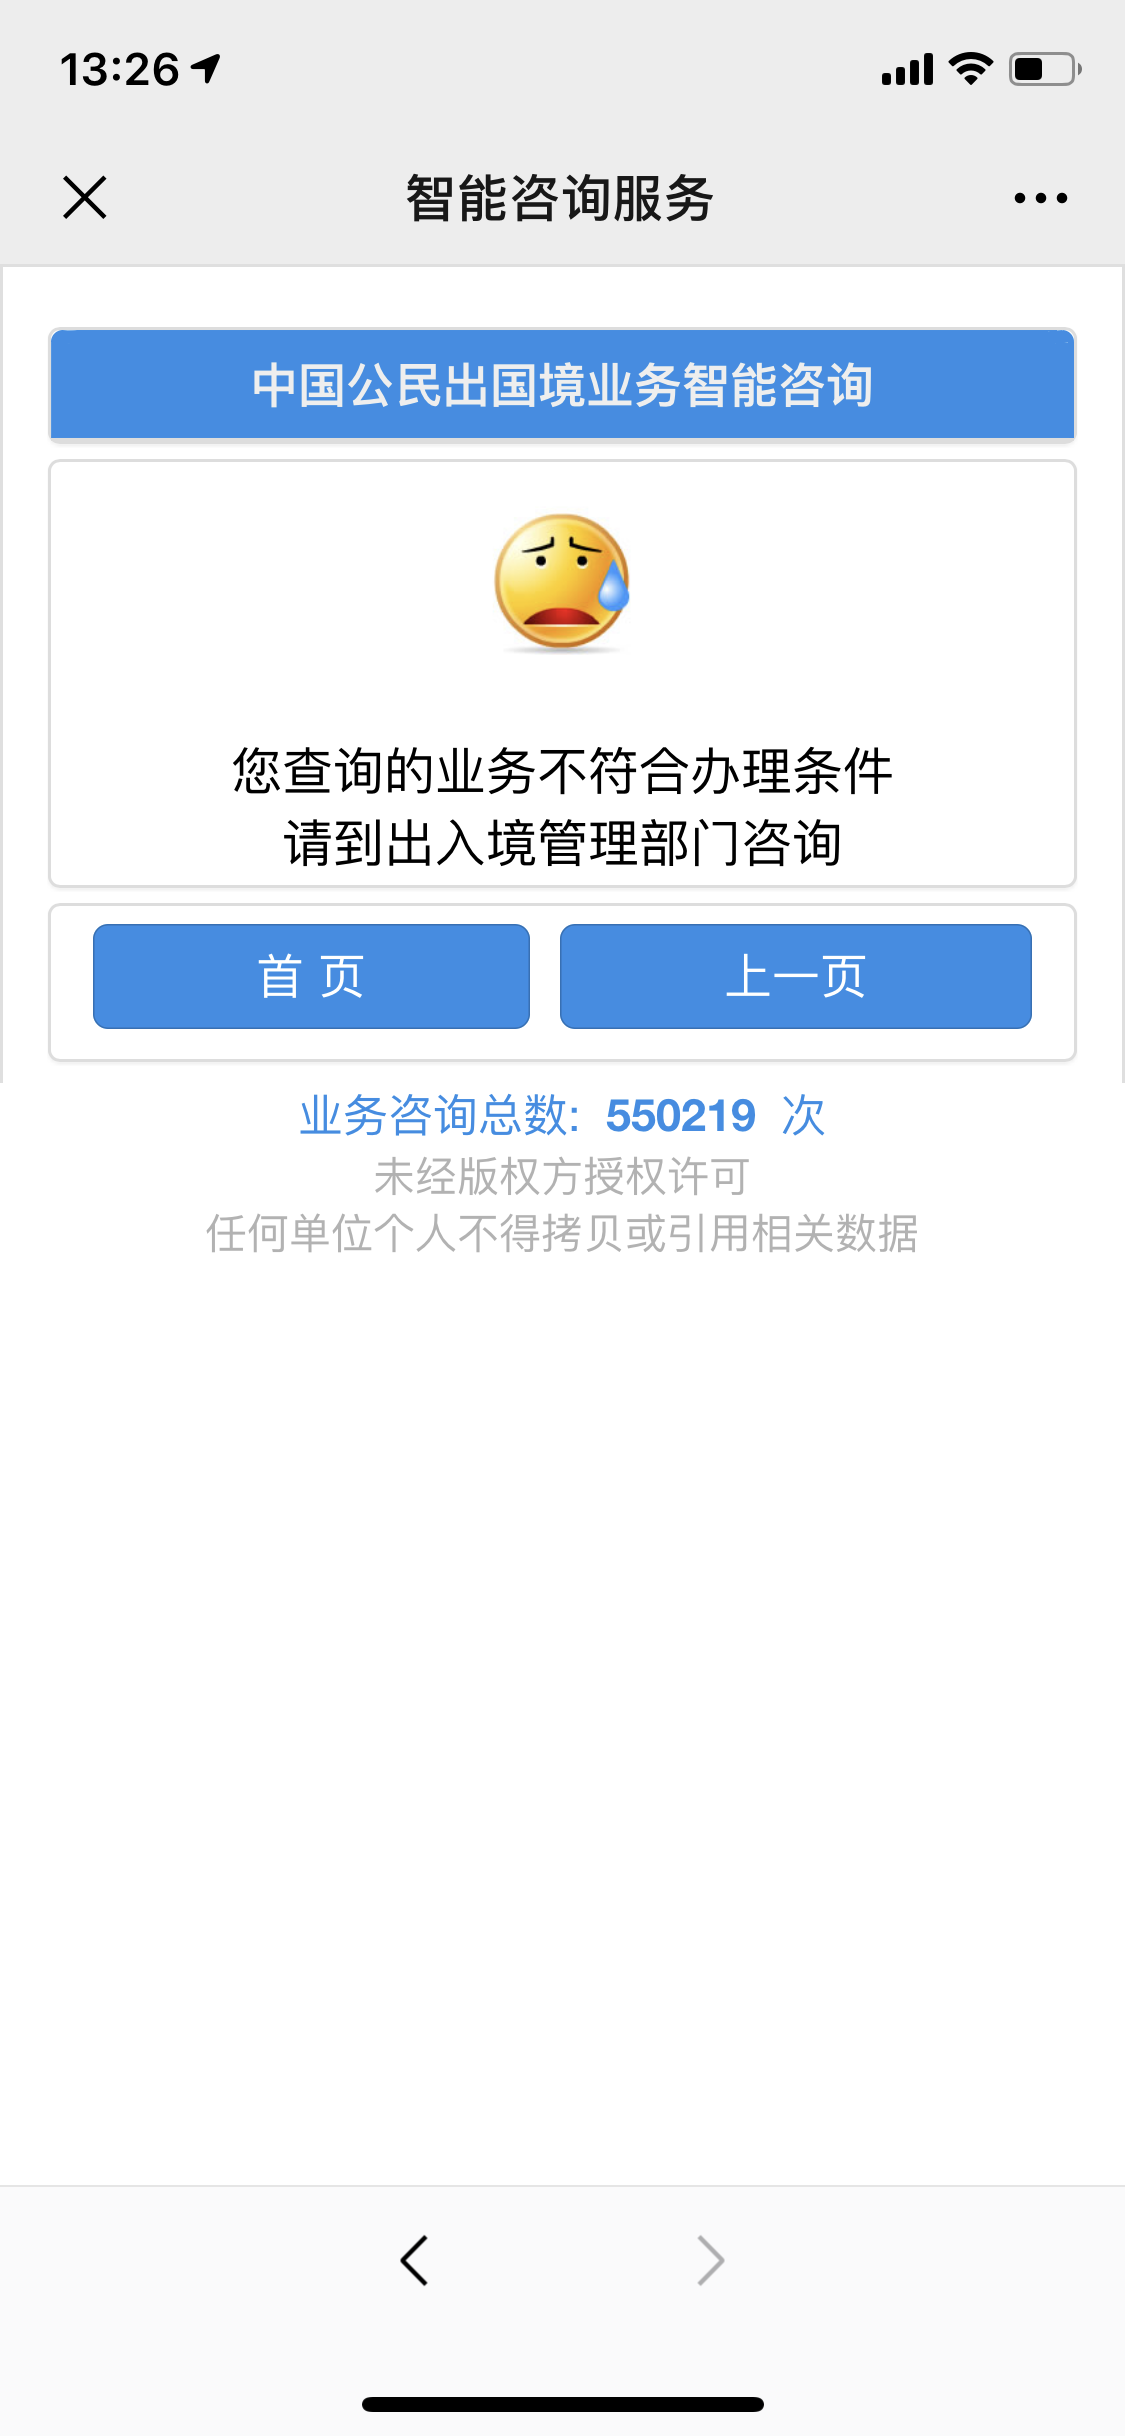 13:26
智能咨询服务
中国公民出国境业务智能咨询
您查询的业务不符合办理条件
请到出入境管理部门咨询
首 页
上一页
业务咨询总数: 550219 次
未经版权方授权许可
任何单位个人不得拷贝或引用相关数据